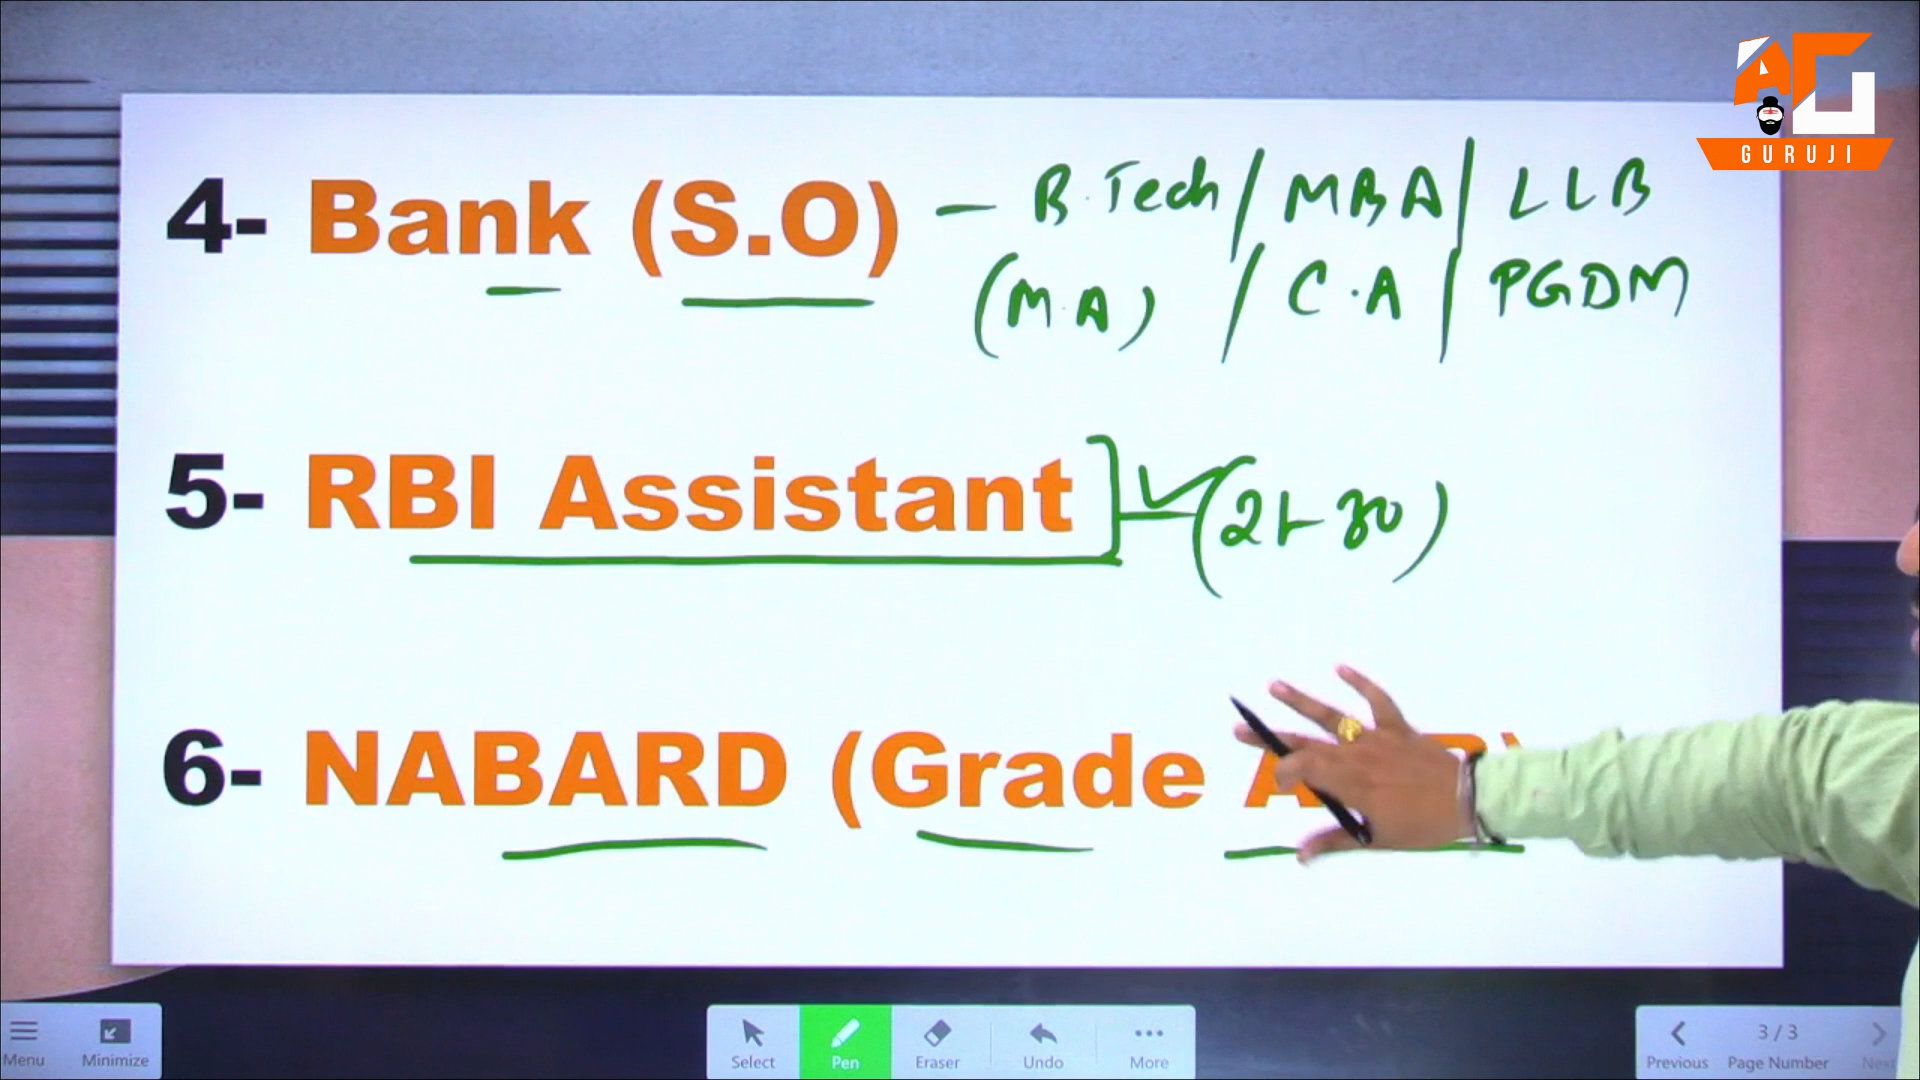 AG
GURUJI
4- Bank (S.O) - B.Tech / MBA / LLB
(M.A) / C.A / PGDM
5- RBI Assistant (21-30)
6- NABARD (Grade A
Menu
Minimize
Select
Pen
Eraser
Undo
More
Previous
3 / 3
Page Number